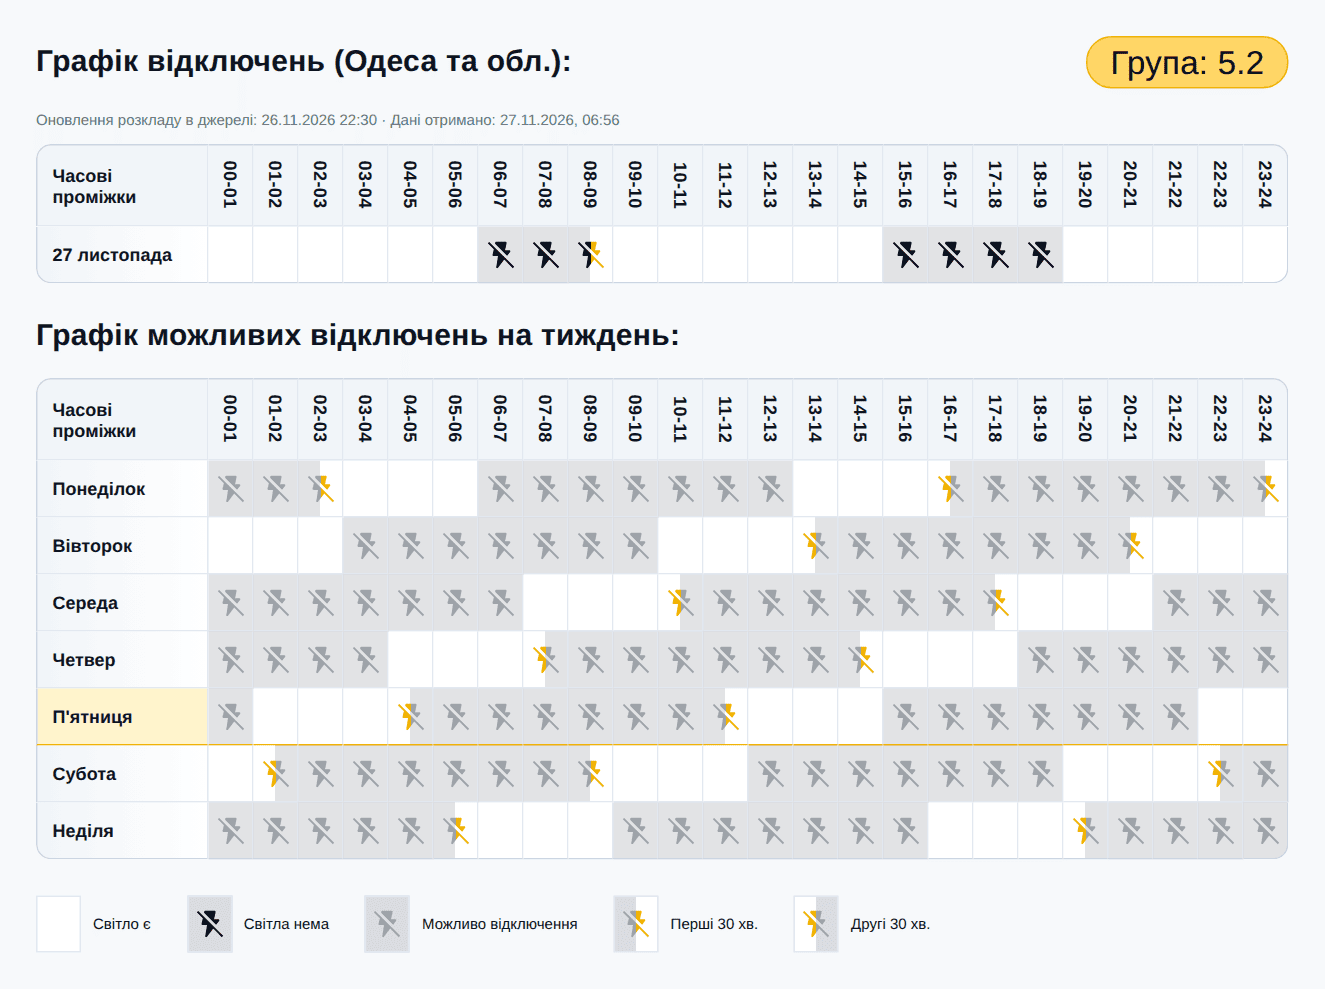 Графік відключень (Одеса та обл.):
Група: 5.2
Оновлення розкладу в джерелі: 26.11.2026 22:30 · Дані отримано: 27.11.2026, 06:56
Часові
проміжки
00-01 01-02 02-03 03-04 04-05 05-06 06-07 07-08 08-09 09-10 10-11 11-12 12-13 13-14 14-15 15-16 16-17 17-18 18-19 19-20 20-21 21-22 22-23 23-24
27 листопада
Графік можливих відключень на тиждень:
Часові
проміжки
00-01 01-02 02-03 03-04 04-05 05-06 06-07 07-08 08-09 09-10 10-11 11-12 12-13 13-14 14-15 15-16 16-17 17-18 18-19 19-20 20-21 21-22 22-23 23-24
Понеділок
Вівторок
Середа
Четвер
П'ятниця
Субота
Неділя
Світло є
Світла нема
Можливо відключення
Перші 30 хв.
Другі 30 хв.